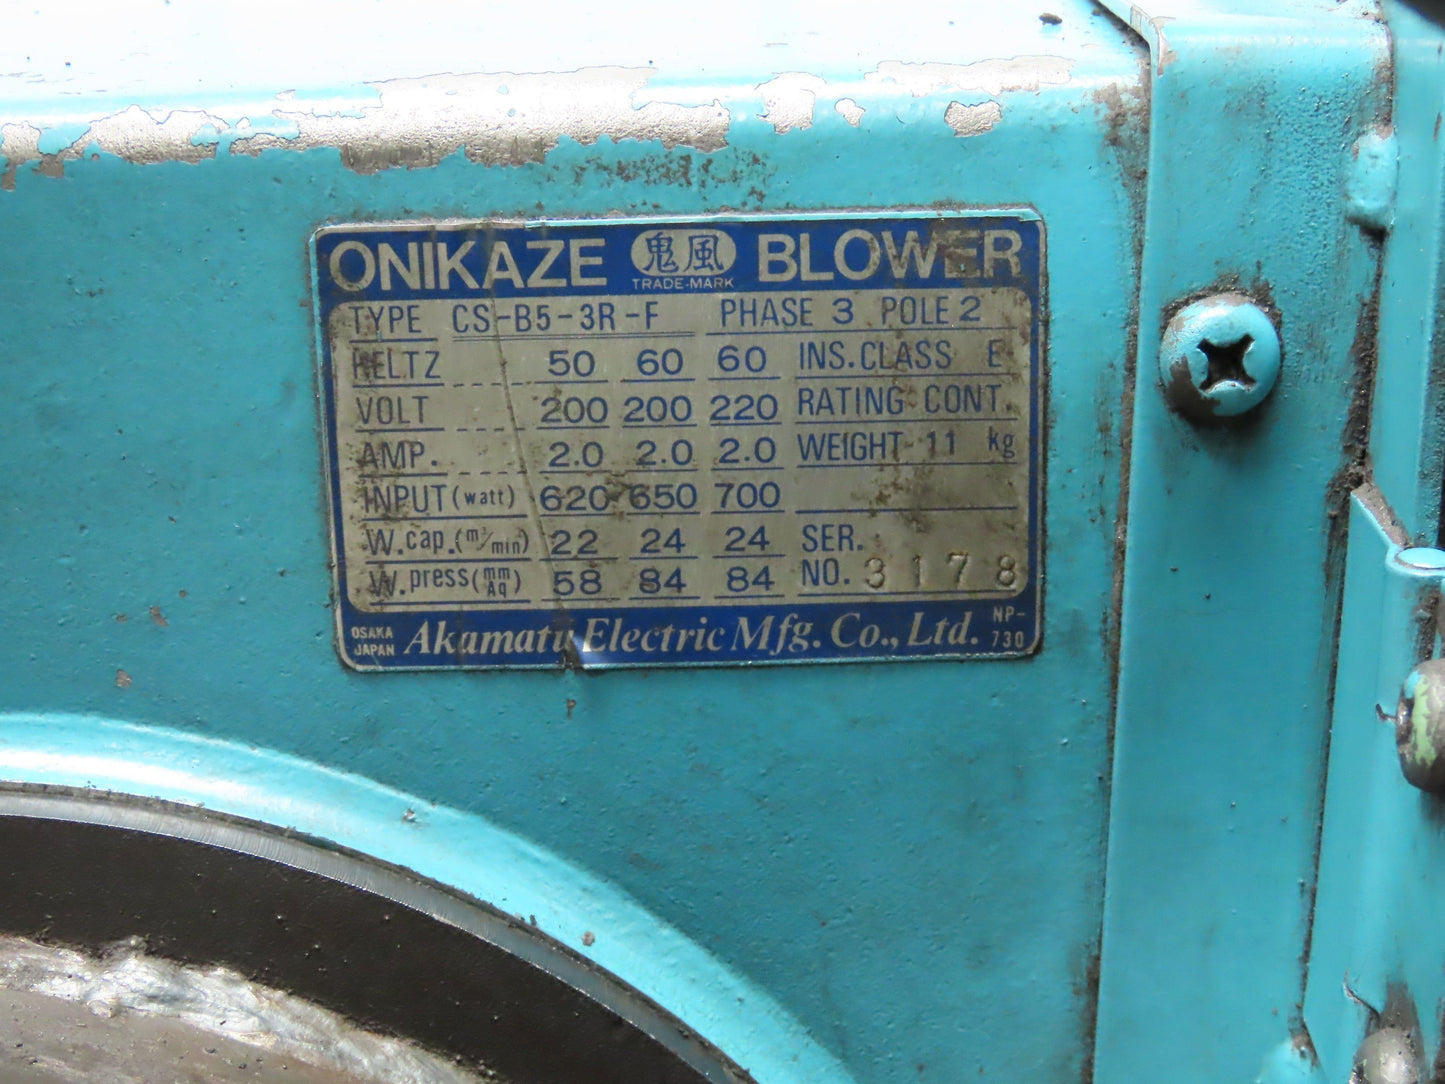 ONIKAZE 鬼風 BLOWER
TRADE-MARK
TYPE CS-B5-3R-F PHASE 3 POLE 2
HELTZ 50 60 60 INS.CLASS E
VOLT 200 200 220 RATING CONT.
AMP. 2.0 2.0 2.0 WEIGHT 11 kg
INPUT (watt) 620 650 700
W.cap.(m³/min) 22 24 24 SER.
W.press(mm Aq) 58 84 84 NO. 3178
OSAKA JAPAN Akamatu Electric Mfg. Co., Ltd. NP-730